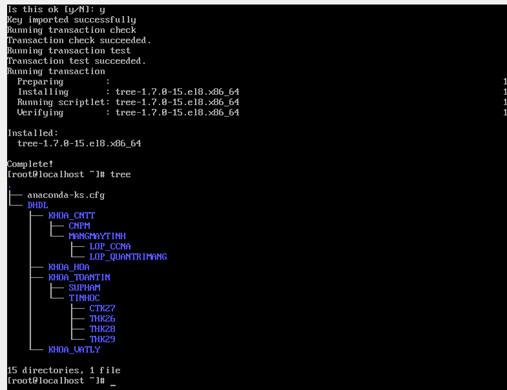 Is this ok [y/N]: y
Key imported successfully
Running transaction check
Transaction check succeeded.
Running transaction test
Transaction test succeeded.
Running transaction
  Preparing        :                                                        1
  Installing       : tree-1.7.0-15.el8.x86_64                               1
  Running scriptlet: tree-1.7.0-15.el8.x86_64                               1
  Verifying        : tree-1.7.0-15.el8.x86_64                               1
Installed:
  tree-1.7.0-15.el8.x86_64
Complete!
[root@localhost ~]# tree
.
├── anaconda-ks.cfg
└── DHDL
    ├── KHOA_CNTT
    │   ├── CNPM
    │   └── MANGMAYTINH
    │       ├── LOP_CCNA
    │       └── LOP_QUANTRIMANG
    ├── KHOA_HOA
    ├── KHOA_TOANTIN
    │   ├── SUPHAM
    │   └── TINHOC
    │       ├── CTK27
    │       ├── THK26
    │       ├── THK28
    │       └── THK29
    └── KHOA_VATLY
15 directories, 1 file
[root@localhost ~]# _